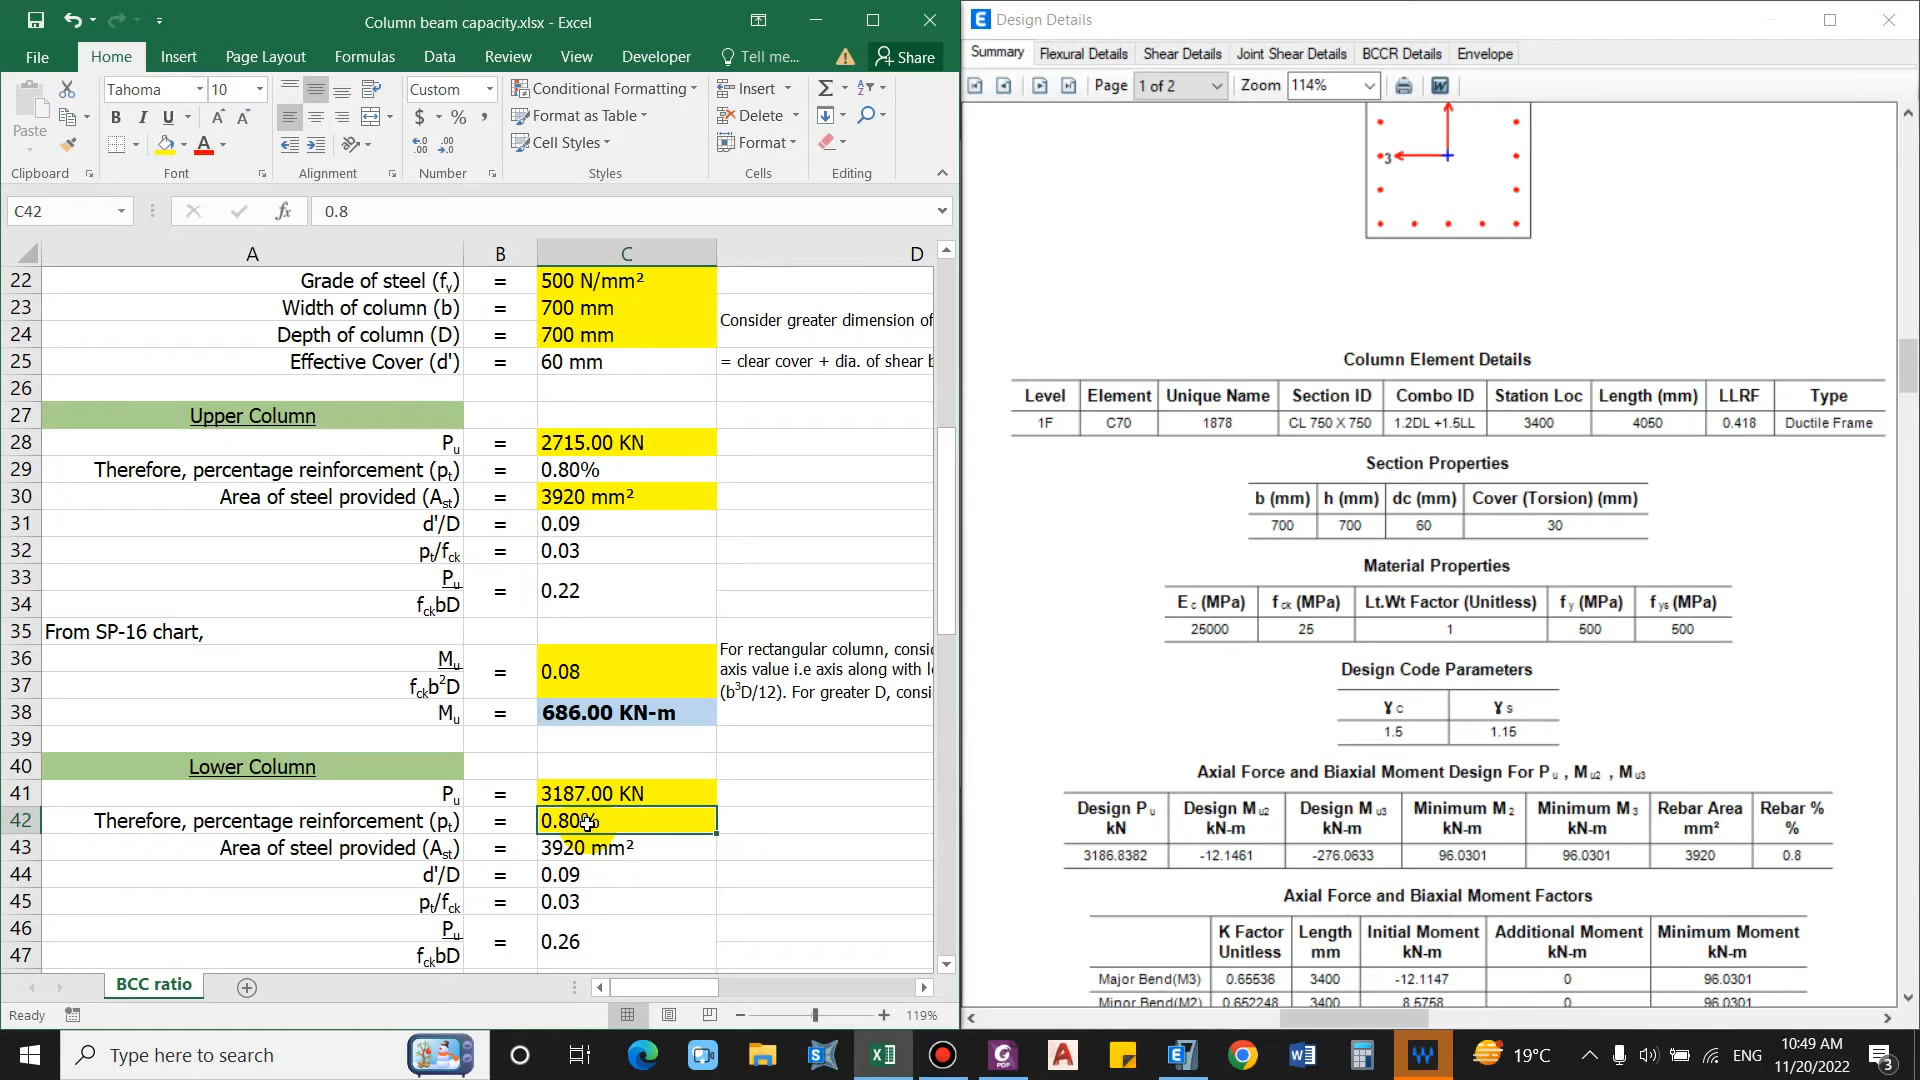 Column beam capacity.xlsx - Excel
File Home Insert Page Layout Formulas Data Review View Developer Tell me... Share
Tahoma 10
Paste
B I U
Custom
$ %
Conditional Formatting
Format as Table
Cell Styles
Insert
Delete
Format
Clipboard Font Alignment Number Styles Cells Editing
C42 fx 0.8
A B C D
22 Grade of steel (fy) = 500 N/mm²
23 Width of column (b) = 700 mm
Consider greater dimension of
24 Depth of column (D) = 700 mm
25 Effective Cover (d') = 60 mm = clear cover + dia. of shear b
26
27 Upper Column
28 Pu = 2715.00 KN
29 Therefore, percentage reinforcement (pt) = 0.80%
30 Area of steel provided (Ast) = 3920 mm²
31 d'/D = 0.09
32 pt/fck = 0.03
33 Pu
= 0.22
34 fckbD
35 From SP-16 chart,
For rectangular column, consid
36 Mu
= 0.08 axis value i.e axis along with l
37 fckb²D
(b³D/12). For greater D, consi
38 Mu = 686.00 KN-m
39
40 Lower Column
41 Pu = 3187.00 KN
42 Therefore, percentage reinforcement (pt) = 0.80%
43 Area of steel provided (Ast) = 3920 mm²
44 d'/D = 0.09
45 pt/fck = 0.03
46 Pu
= 0.26
47 fckbD
BCC ratio
Ready 119%
E Design Details
Summary Flexural Details Shear Details Joint Shear Details BCCR Details Envelope
Page 1 of 2 Zoom 114%
3
Column Element Details
Level Element Unique Name Section ID Combo ID Station Loc Length (mm) LLRF Type
1F C70 1878 CL 750 X 750 1.2DL +1.5LL 3400 4050 0.418 Ductile Frame
Section Properties
b (mm) h (mm) dc (mm) Cover (Torsion) (mm)
700 700 60 30
Material Properties
E c (MPa) f ck (MPa) Lt.Wt Factor (Unitless) f y (MPa) f ys (MPa)
25000 25 1 500 500
Design Code Parameters
ɣ C ɣ S
1.5 1.15
Axial Force and Biaxial Moment Design For P u , M u2 , M u3
Design P u Design M u2 Design M u3 Minimum M 2 Minimum M 3 Rebar Area Rebar %
kN kN-m kN-m kN-m kN-m mm² %
3186.8382 -12.1461 -276.0633 96.0301 96.0301 3920 0.8
Axial Force and Biaxial Moment Factors
K Factor Length Initial Moment Additional Moment Minimum Moment
Unitless mm kN-m kN-m kN-m
Major Bend(M3) 0.65536 3400 -12.1147 0 96.0301
Minor Bend(M2) 0.652248 3400 8.5758 0 96.0301
Type here to search
19°C ENG 10:49 AM
11/20/2022 3